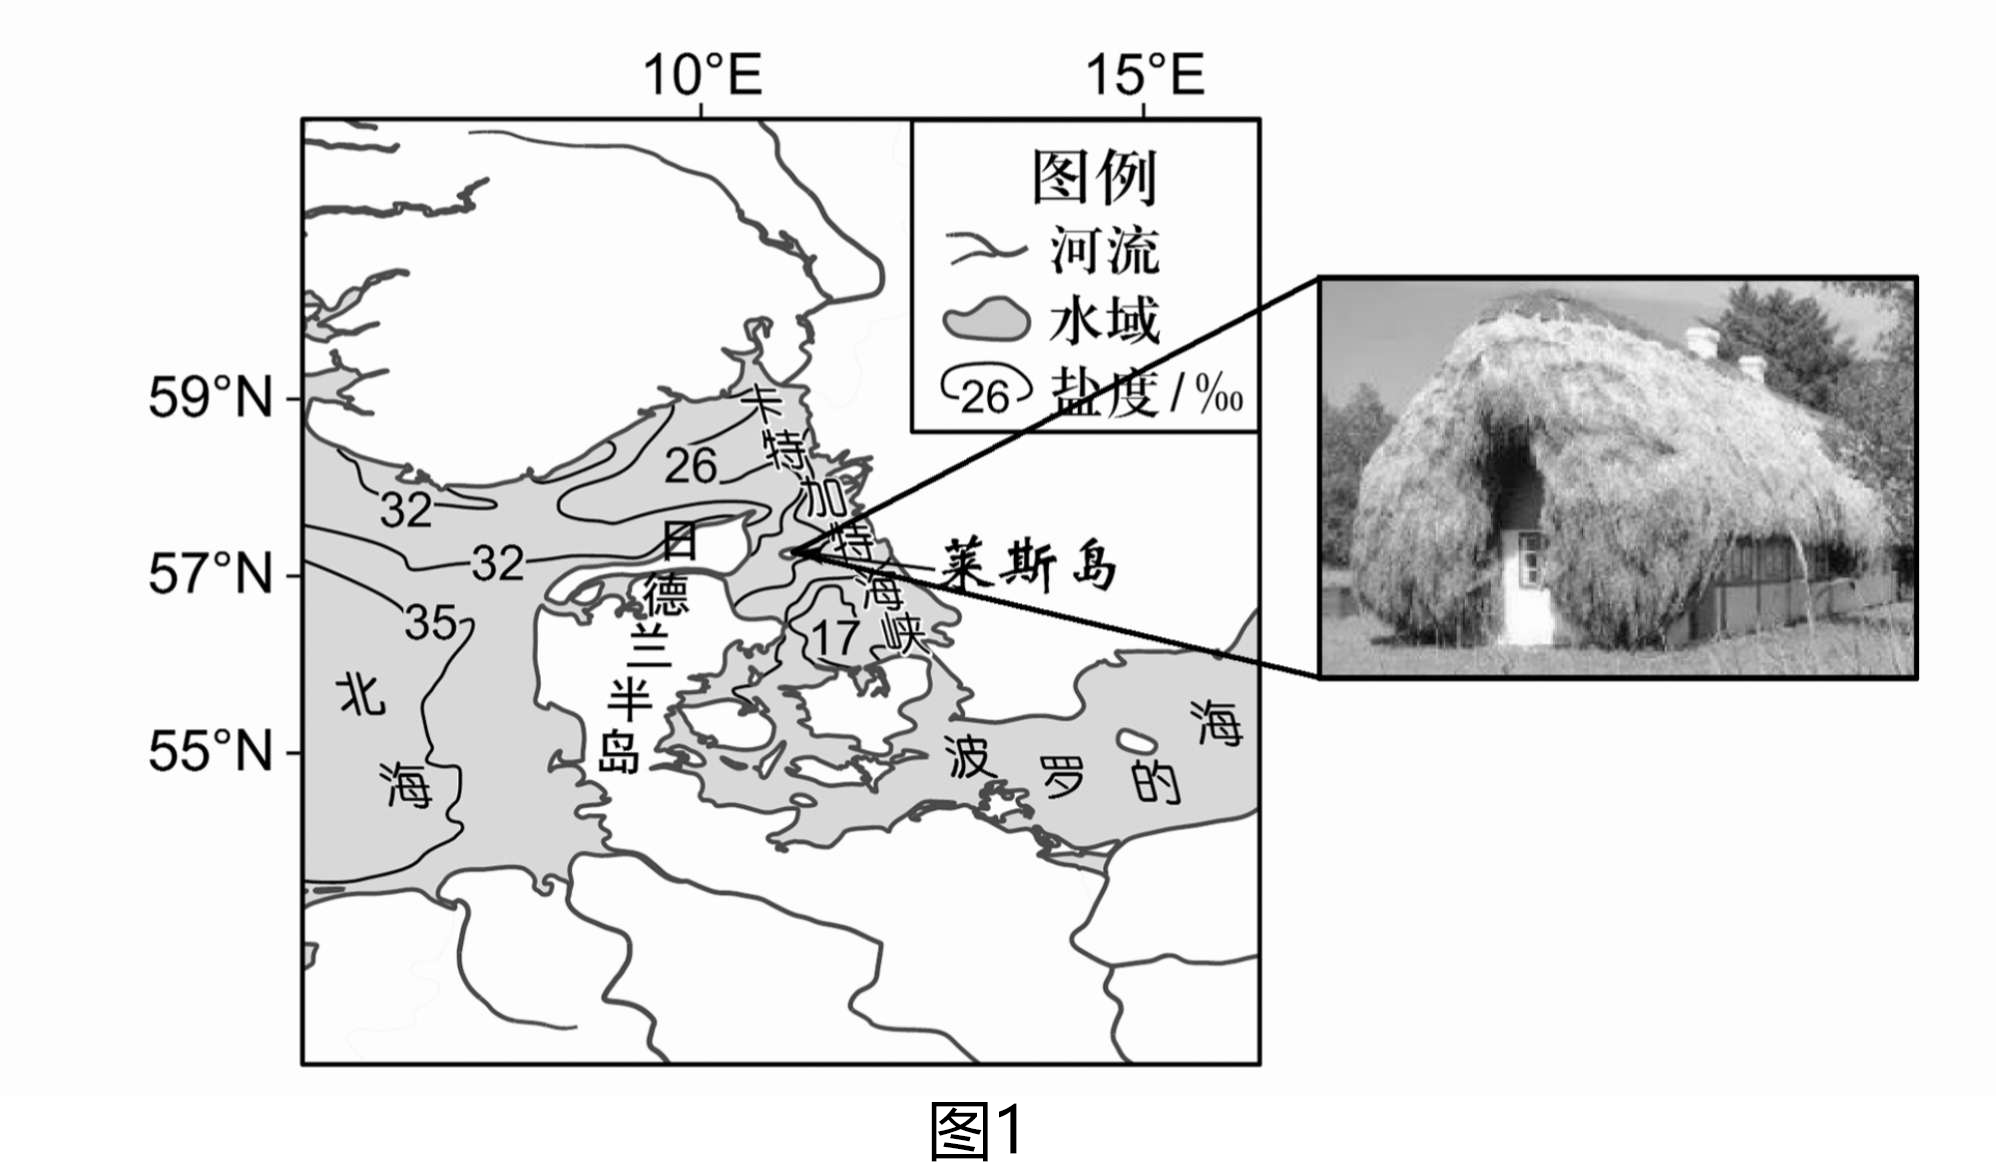 10°E 15°E
图例
河流
水域
26 盐度/‰
59°N
57°N
55°N
卡特加特海峡
26
32
32
35
17
日德兰半岛
莱斯岛
北海
波罗的海
图1